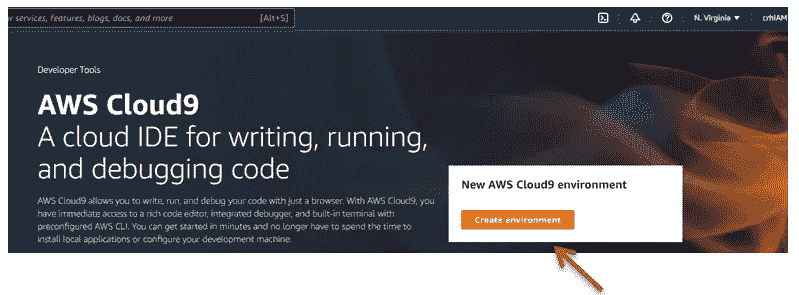 r services, features, blogs, docs, and more [Alt+S] N. Virginia crhIAM
Developer Tools
AWS Cloud9
A cloud IDE for writing, running,
and debugging code
New AWS Cloud9 environment
AWS Cloud9 allows you to write, run, and debug your code with just a browser. With AWS Cloud9, you
have immediate access to a rich code editor, integrated debugger, and built-in terminal with
preconfigured AWS CLI. You can get started in minutes and no longer have to spend the time to
install local applications or configure your development machine.
Create environment